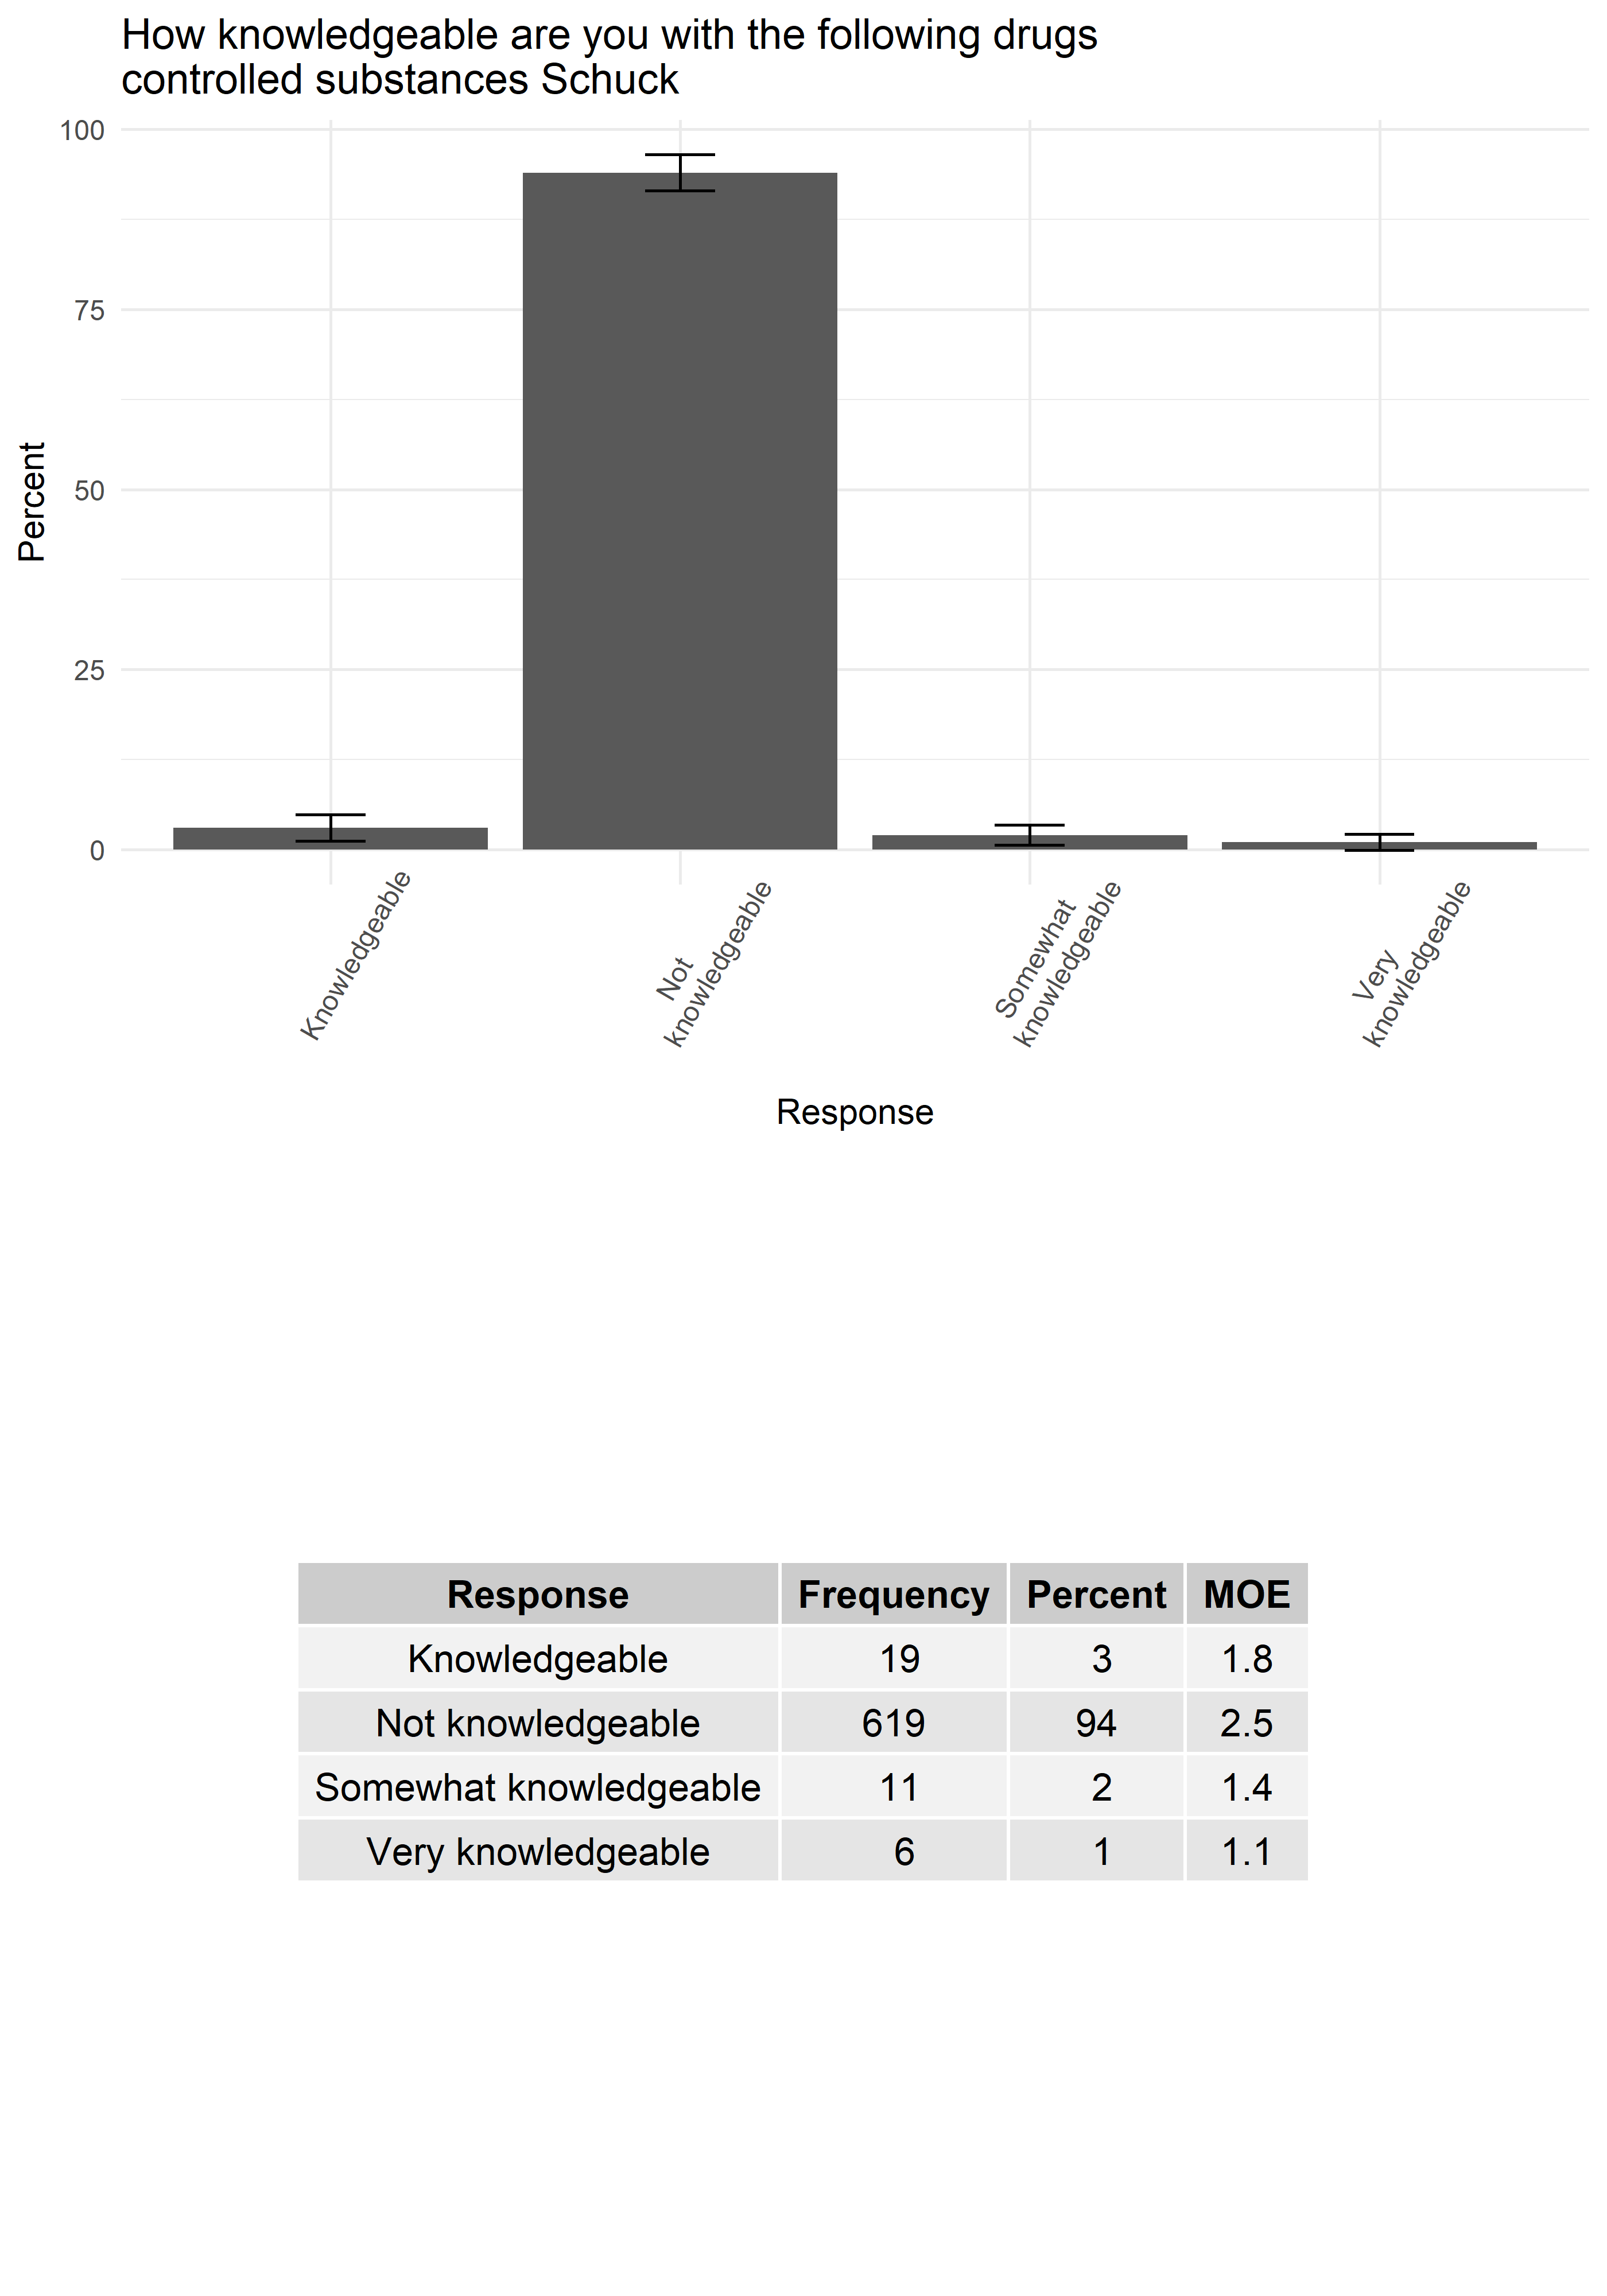 How knowledgeable are you with the following drugs
controlled substances Schuck
100
75
50
25
0
Percent
Knowledgeable
Not
knowledgeable
Somewhat
knowledgeable
Very
knowledgeable
Response
Response Frequency Percent MOE
Knowledgeable 19 3 1.8
Not knowledgeable 619 94 2.5
Somewhat knowledgeable 11 2 1.4
Very knowledgeable 6 1 1.1